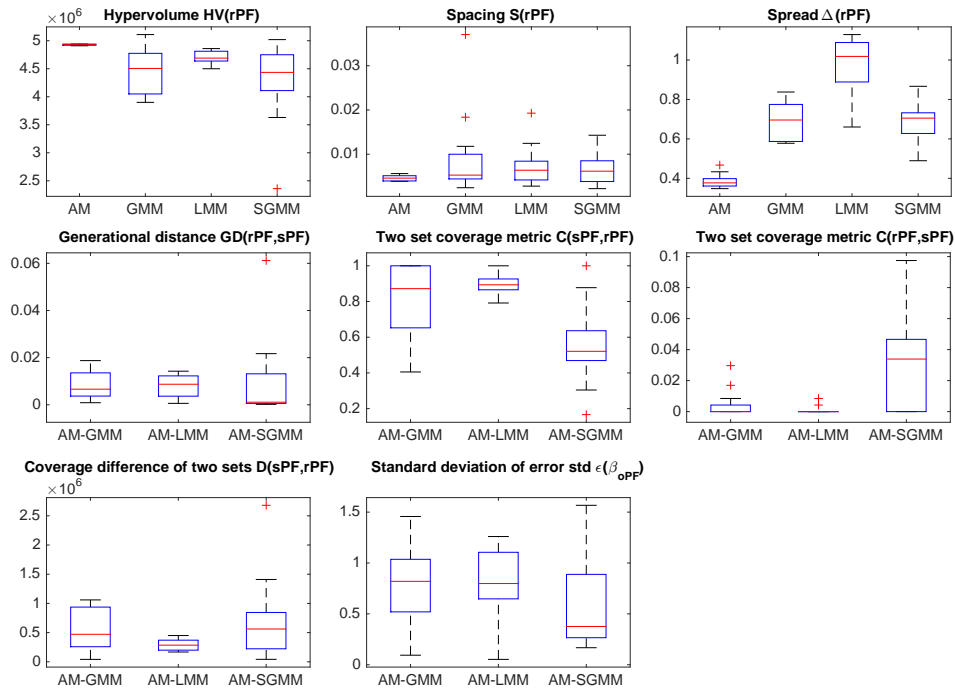 Hypervolume HV(rPF)
×10⁶
5
4.5
4
3.5
3
2.5
AM GMM LMM SGMM
Spacing S(rPF)
0.03
0.02
0.01
AM GMM LMM SGMM
Spread Δ(rPF)
1
0.8
0.6
0.4
AM GMM LMM SGMM
Generational distance GD(rPF,sPF)
0.06
0.04
0.02
0
AM-GMM AM-LMM AM-SGMM
Two set coverage metric C(sPF,rPF)
1
0.8
0.6
0.4
0.2
AM-GMM AM-LMM AM-SGMM
Two set coverage metric C(rPF,sPF)
0.1
0.08
0.06
0.04
0.02
0
AM-GMM AM-LMM AM-SGMM
Coverage difference of two sets D(sPF,rPF)
×10⁶
2.5
2
1.5
1
0.5
0
AM-GMM AM-LMM AM-SGMM
Standard deviation of error std ϵ(β_oPF)
1.5
1
0.5
0
AM-GMM AM-LMM AM-SGMM